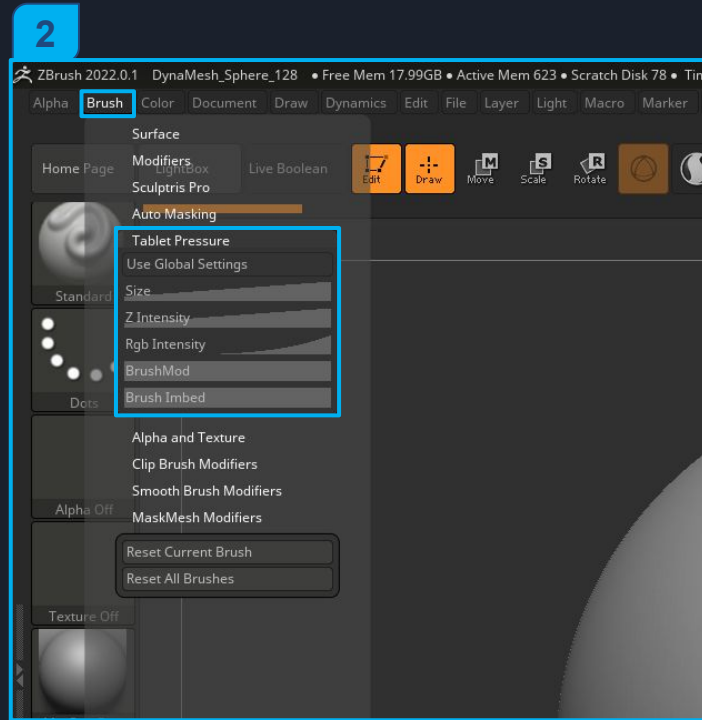 2
ZBrush 2022.0.1 DynaMesh_Sphere_128 • Free Mem 17.99GB • Active Mem 623 • Scratch Disk 78 • Tim
Alpha Brush Color Document Draw Dynamics Edit File Layer Light Macro Marker
Surface
Modifiers
Home Page LightBox Live Boolean Edit Draw Move Scale Rotate
M S R
Sculptris Pro
Auto Masking
Tablet Pressure
Use Global Settings
Size
Standard
Z Intensity
Rgb Intensity
BrushMod
Brush Imbed
Dots
Alpha and Texture
Clip Brush Modifiers
Smooth Brush Modifiers
Alpha Off
MaskMesh Modifiers
Reset Current Brush
Reset All Brushes
Texture Off